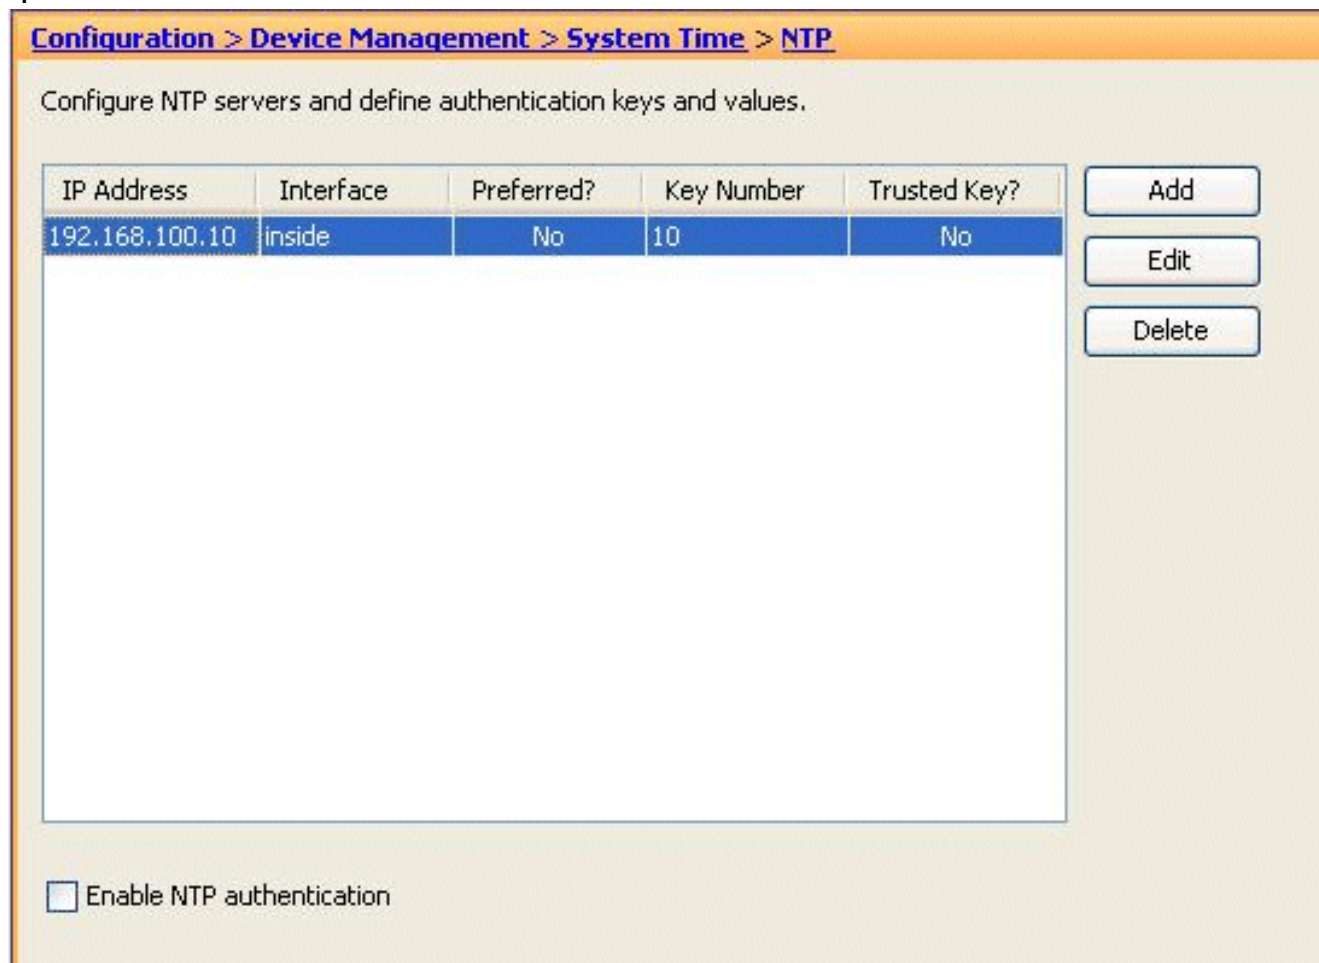 Configuration > Device Management > System Time > NTP
Configure NTP servers and define authentication keys and values.
IP Address Interface Preferred? Key Number Trusted Key?
192.168.100.10 inside No 10 No
Add
Edit
Delete
Enable NTP authentication